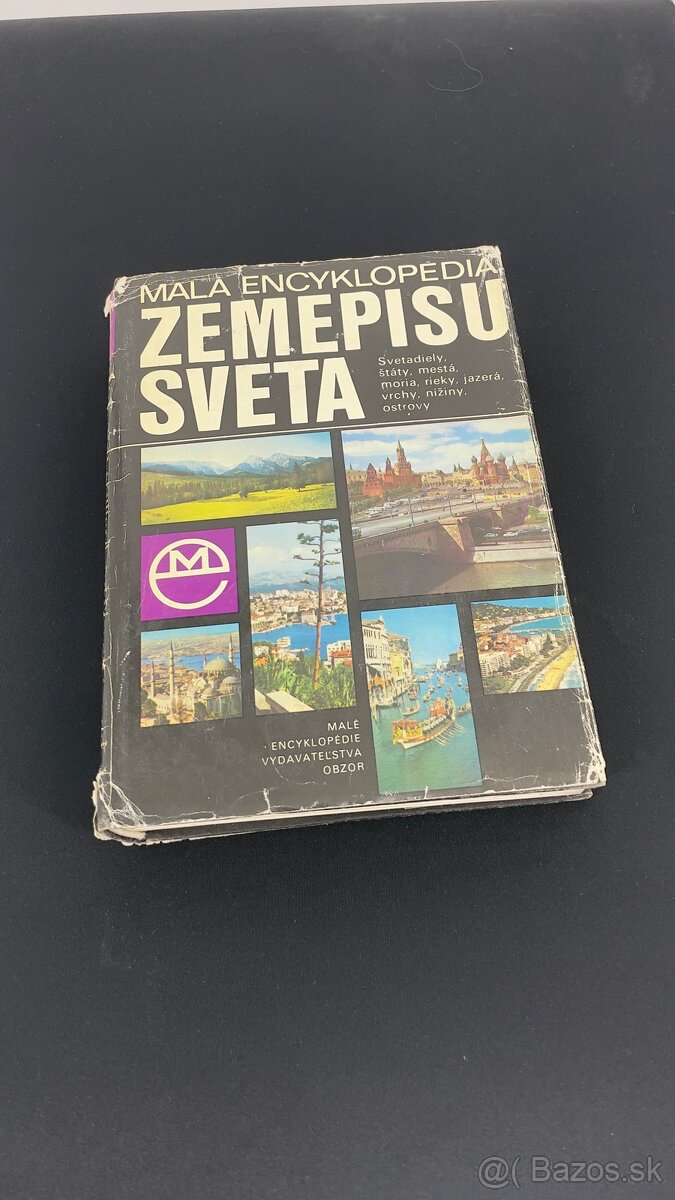 MALÁ ENCYKLOPÉDIA
ZEMEPISU
SVETA
Svetadiely,
štáty, mestá,
moria, rieky, jazerá,
vrchy, nížiny,
ostrovy
M
MALÉ
ENCYKLOPÉDIE
VYDAVATEĽSTVA
OBZOR
@( Bazos.sk